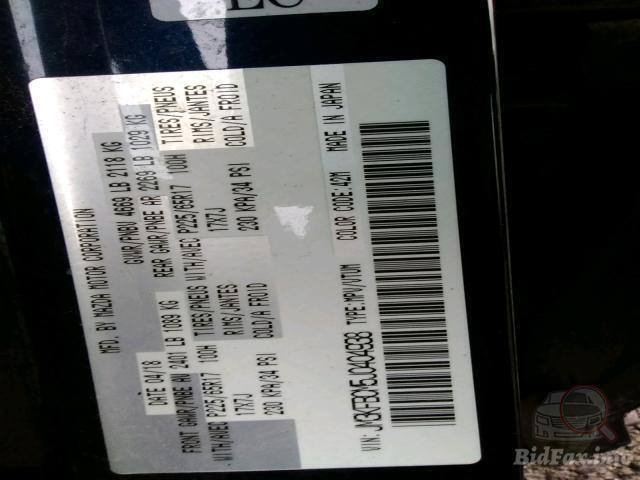 EC
MFD. BY MAZDA MOTOR CORPORATION
DATE 04/18 GVWR/PNBV 4669 LB 2118 KG
FRONT GAWR/PNBE AV 2401 LB 1089 KG REAR GAWR/PNBE AR 2269 LB 1029 KG
WITH/AVEC TIRES/PNEUS WITH/AVEC TIRES/PNEUS
P225/65R17 100H P225/65R17 100H
17X7J RIMS/JANTES 17X7J RIMS/JANTES
230 KPA/34 PSI COLD/A FROID 230 KPA/34 PSI COLD/A FROID
VIN: TYPE:MPV/VTUM
COLOR CODE:42M MADE IN JAPAN
BidFax.info